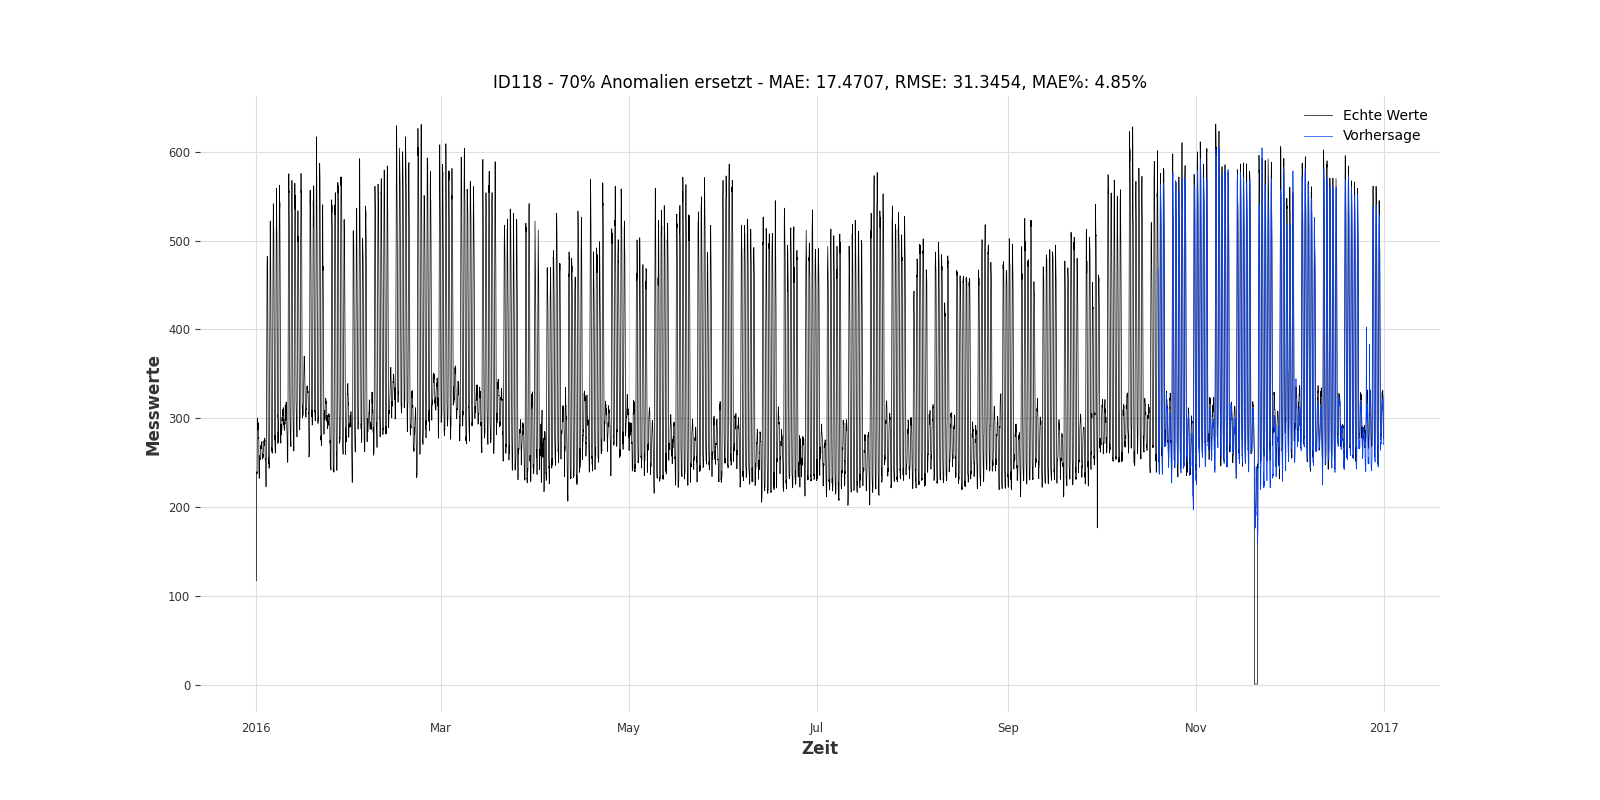 ID118 - 70% Anomalien ersetzt - MAE: 17.4707, RMSE: 31.3454, MAE%: 4.85%
Echte Werte
Vorhersage
600
500
400
300
200
100
0
Messwerte
2016
Mar
May
Jul
Sep
Nov
2017
Zeit